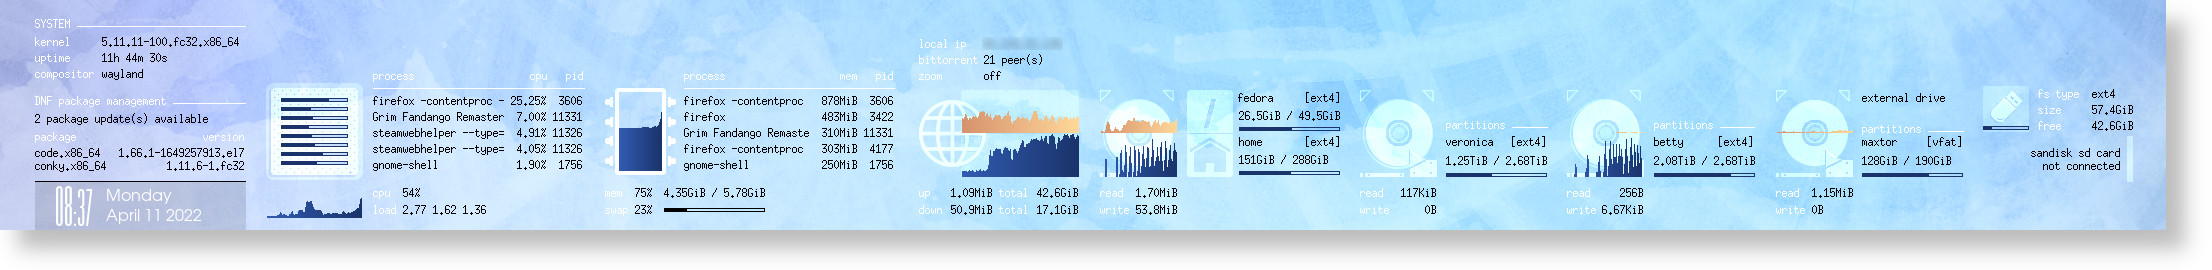 SYSTEM
kernel 5.11.11-100.fc32.x86_64
uptime 11h 44m 30s
compositor wayland
DNF package management
2 package update(s) available
package version
code.x86_64 1.66.1-1649257913.el7
conky.x86_64 1.11.6-1.fc32
08:37 Monday
April 11 2022
process cpu pid
firefox -contentproc - 25.25% 3606
Grim Fandango Remaster 7.00% 11331
steamwebhelper --type= 4.91% 11326
steamwebhelper --type= 4.05% 11326
gnome-shell 1.90% 1756
cpu 54%
load 2.77 1.62 1.36
process mem pid
firefox -contentproc 878MiB 3606
firefox 483MiB 3422
Grim Fandango Remaste 310MiB 11331
firefox -contentproc 303MiB 4177
gnome-shell 250MiB 1756
mem 75% 4.35GiB / 5.78GiB
swap 23%
local ip
bittorrent 21 peer(s)
zoom off
up 1.09MiB total 42.6GiB
down 50.9MiB total 17.1GiB
read 1.70MiB
write 53.8MiB
fedora [ext4]
26.5GiB / 49.5GiB
home [ext4]
151GiB / 288GiB
partitions
veronica [ext4]
1.25TiB / 2.68TiB
read 117KiB
write 0B
partitions
betty [ext4]
2.08TiB / 2.68TiB
read 256B
write 6.67KiB
external drive
partitions
maxtor [vfat]
128GiB / 190GiB
read 1.15MiB
write 0B
fs type ext4
size 57.4GiB
free 42.6GiB
sandisk sd card
not connected